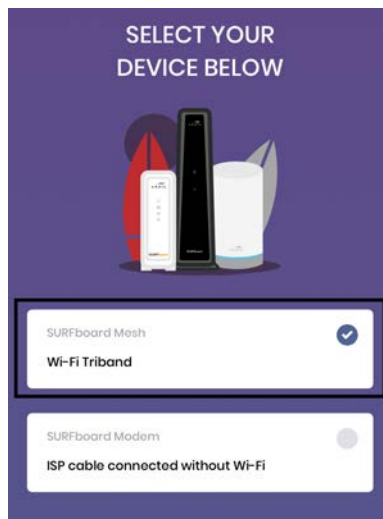 SELECT YOUR
DEVICE BELOW
SURFboard Mesh
Wi-Fi Triband
SURFboard Modem
ISP cable connected without Wi-Fi